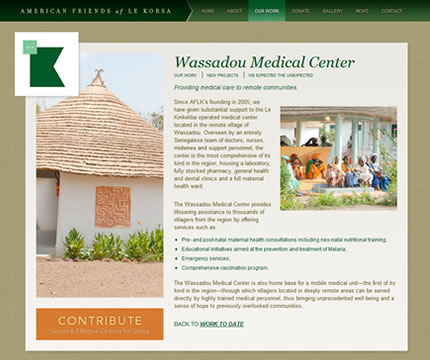 AMERICAN FRIENDS of LE KORSA
HOME ABOUT OUR WORK DONATE GALLERY NEWS CONTACT
Wassadou Medical Center
OUR WORK | NEW PROJECTS | WE EXPECTED THE UNEXPECTED
Providing medical care to remote communities
Since AFLK's founding in 2005, we
have given substantial support to the Le
Kinkeliba operated medical center
located in the remote village of
Wassadou. Overseen by an entirely
Senegalese team of doctors, nurses,
midwives and support personnel, the
center is the most comprehensive of its
kind in the region, housing a laboratory,
fully stocked pharmacy, general health
and dental clinics and a full maternal
health ward.
The Wassadou Medical Center provides
lifesaving assistance to thousands of
villagers from the region by offering
services such as:
Pre- and post-natal maternal health consultations including neo-natal nutritional training;
Educational initiatives aimed at the prevention and treatment of Malaria;
Emergency services;
Comprehensive vaccination program.
The Wassadou Medical Center is also home base for a mobile medical unit—the first of its
kind in the region—through which villagers located in deeply remote areas can be served
directly by highly trained medical personnel, thus bringing unprecedented well-being and a
sense of hope to previously overlooked communities.
CONTRIBUTE
Secure & Effective Options for Giving
BACK TO WORK TO DATE